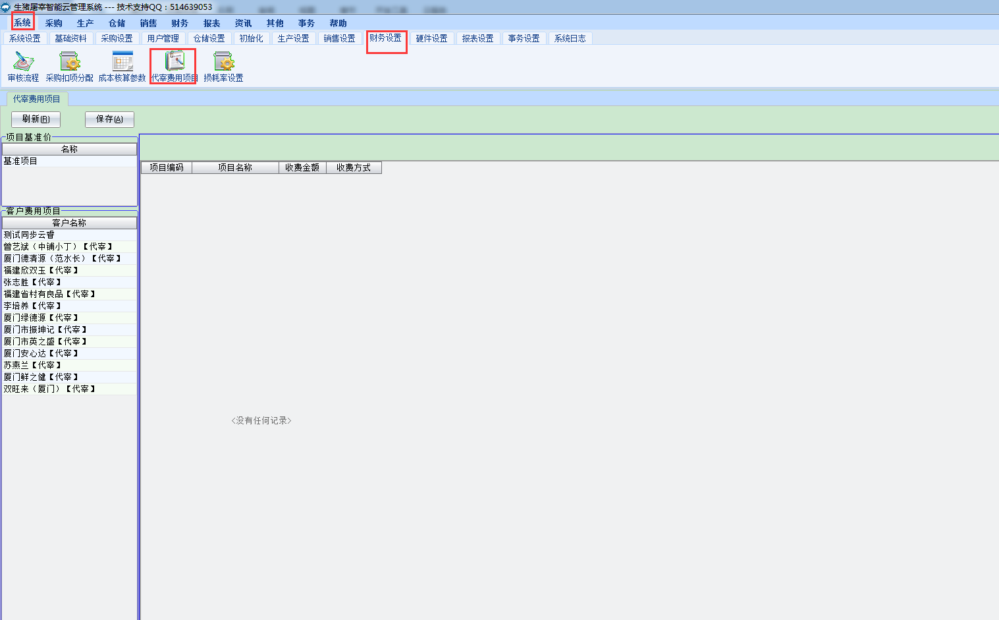 生猪屠宰智能云管理系统 --- 技术支持QQ：514639053
系统 采购 生产 仓储 销售 财务 报表 资讯 其他 事务 帮助
系统设置 基础资料 采购设置 用户管理 仓储设置 初始化 生产设置 销售设置 财务设置 硬件设置 报表设置 事务设置 系统日志
审核流程 采购扣项分配 成本核算参数 代宰费用项目 损耗率设置
代宰费用项目
刷新(R) 保存(A)
项目基准价
名称
基准项目
项目编码 项目名称 收费金额 收费方式
客户费用项目
客户名称
测试同步云睿
曾艺斌（中铺小丁）【代宰】
厦门德清源（范水长）【代宰】
福建欣双玉【代宰】
张志胜【代宰】
福建省村有良品【代宰】
李培养【代宰】
厦门绿德源【代宰】
厦门市振坤记【代宰】
厦门市英之盛【代宰】
厦门安心达【代宰】
苏燕兰【代宰】
厦门鲜之健【代宰】
双旺来（厦门）【代宰】
<没有任何记录>